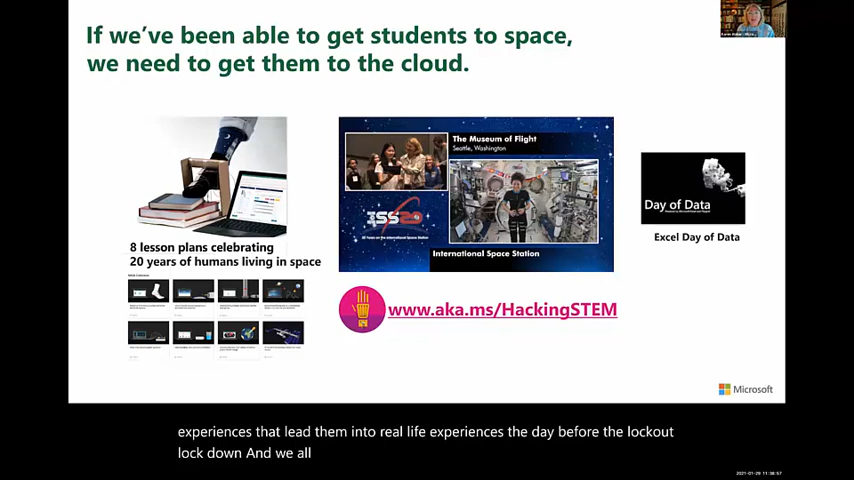 If we've been able to get students to space,
we need to get them to the cloud.
The Museum of Flight
Seattle, Washington
ISS20
International Space Station
8 lesson plans celebrating
20 years of humans living in space
Day of Data
Excel Day of Data
www.aka.ms/HackingSTEM
Microsoft
experiences that lead them into real life experiences the day before the lockout
lock down And we all